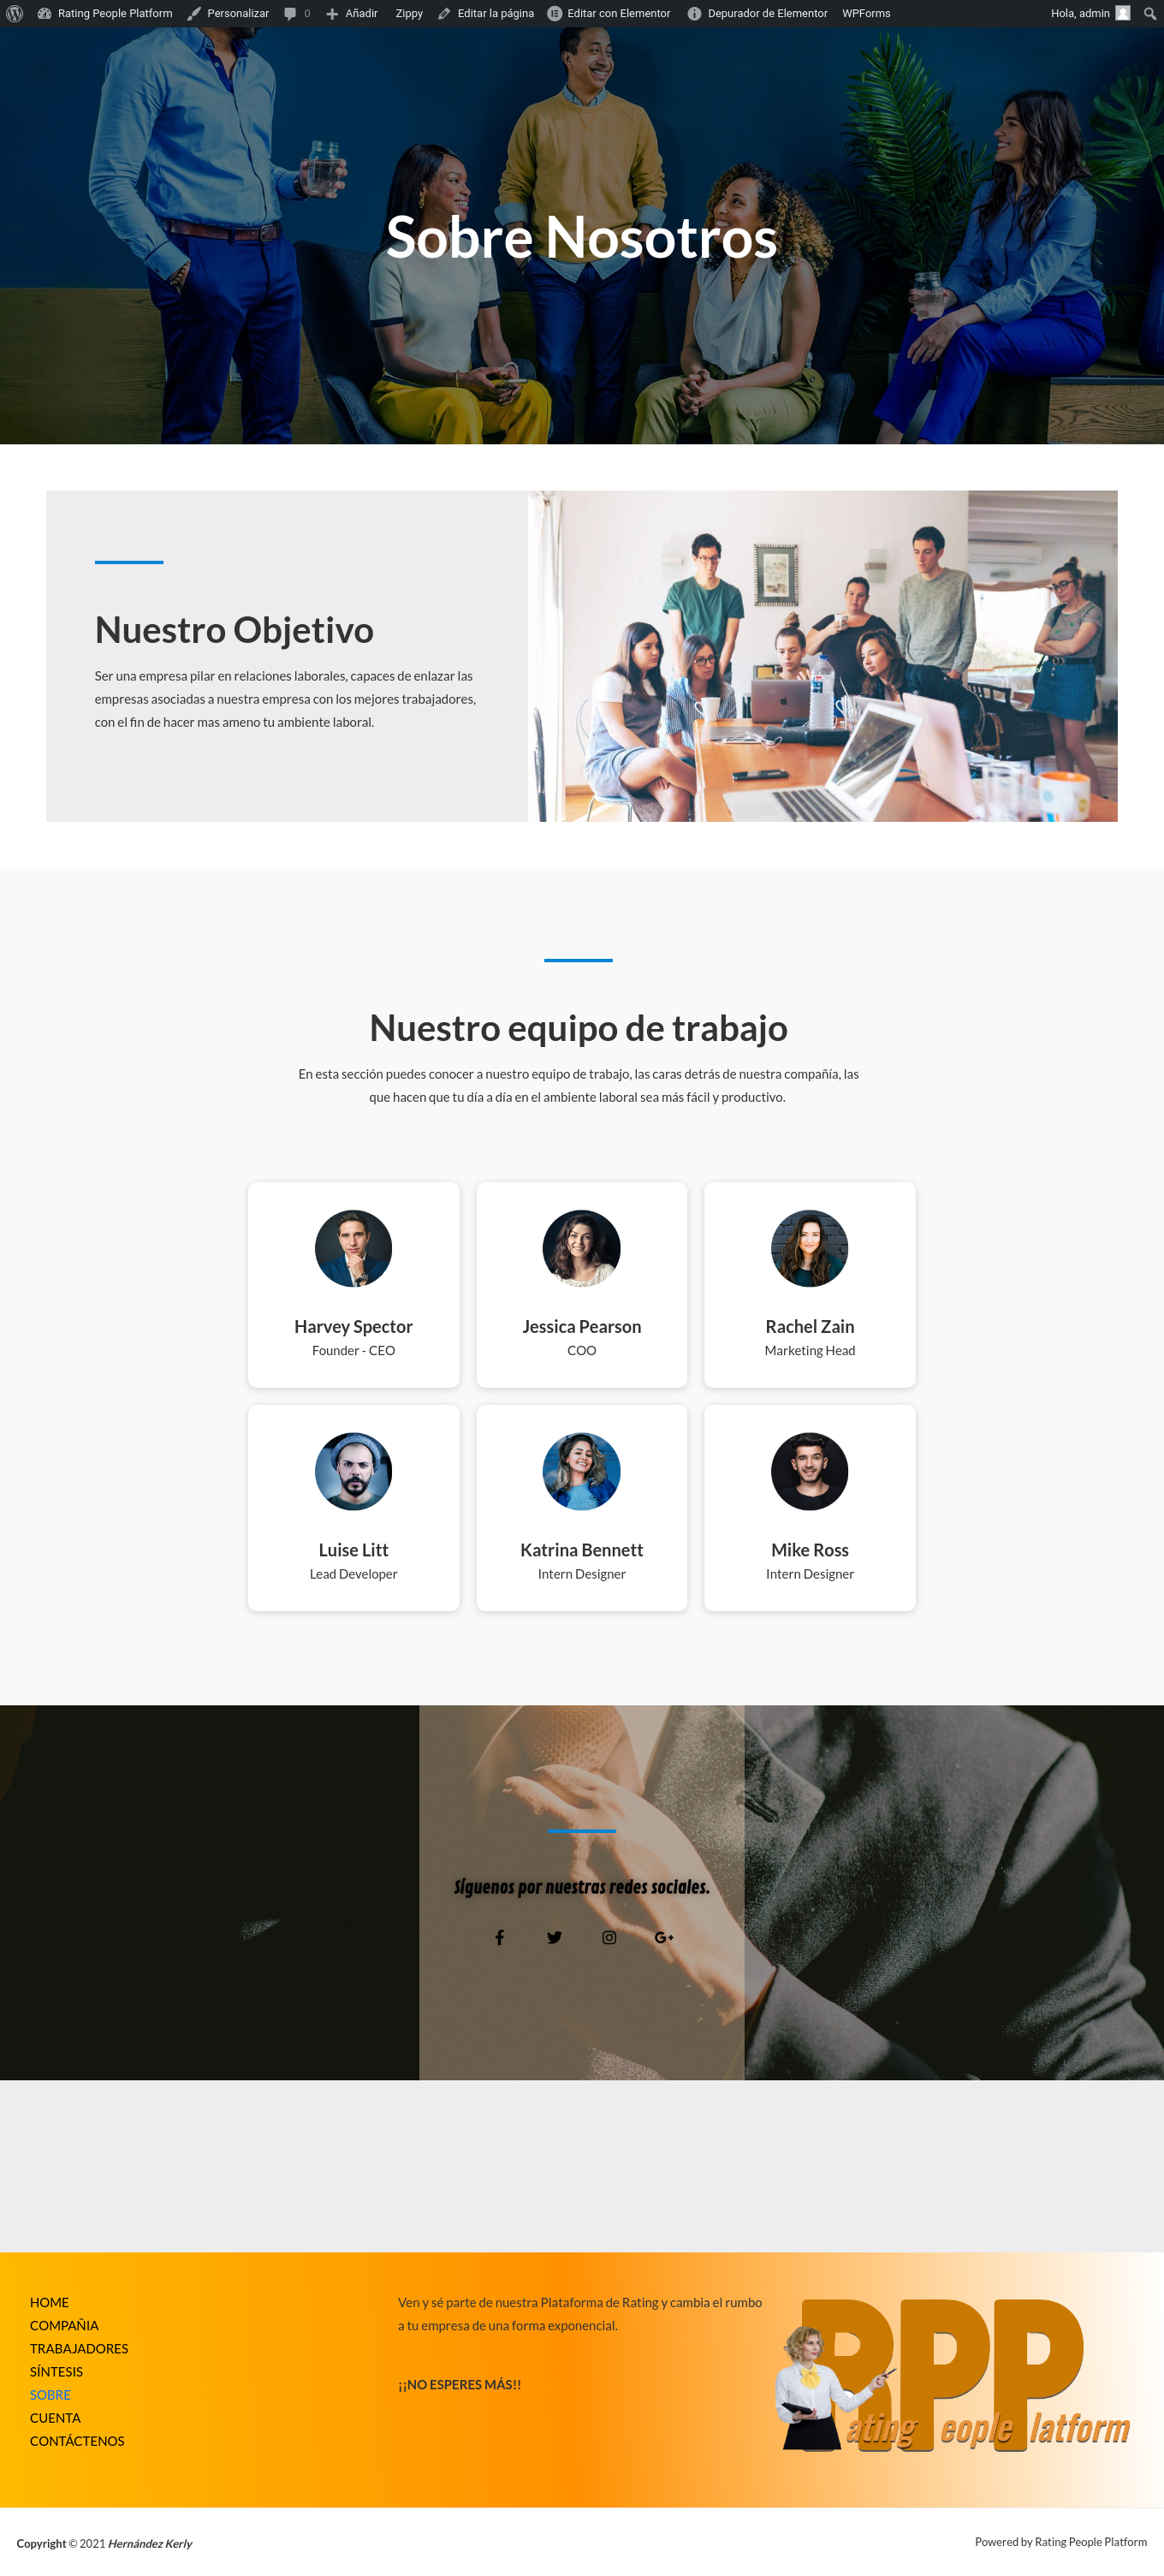 Rating People Platform Personalizar 0 Añadir Zippy Editar la página Editar con Elementor Depurador de Elementor WPForms Hola, admin
Sobre Nosotros
Nuestro Objetivo
Ser una empresa pilar en relaciones laborales, capaces de enlazar las
empresas asociadas a nuestra empresa con los mejores trabajadores,
con el fin de hacer mas ameno tu ambiente laboral.
Nuestro equipo de trabajo
En esta sección puedes conocer a nuestro equipo de trabajo, las caras detrás de nuestra compañía, las
que hacen que tu día a día en el ambiente laboral sea más fácil y productivo.
Harvey Spector
Founder - CEO
Jessica Pearson
COO
Rachel Zain
Marketing Head
Luise Litt
Lead Developer
Katrina Bennett
Intern Designer
Mike Ross
Intern Designer
Síguenos por nuestras redes sociales.
HOME
COMPAÑIA
TRABAJADORES
SÍNTESIS
SOBRE
CUENTA
CONTÁCTENOS
Ven y sé parte de nuestra Plataforma de Rating y cambia el rumbo
a tu empresa de una forma exponencial.
¡¡NO ESPERES MÁS!!
RPP
ating eople latform
Copyright © 2021 Hernández Kerly
Powered by Rating People Platform